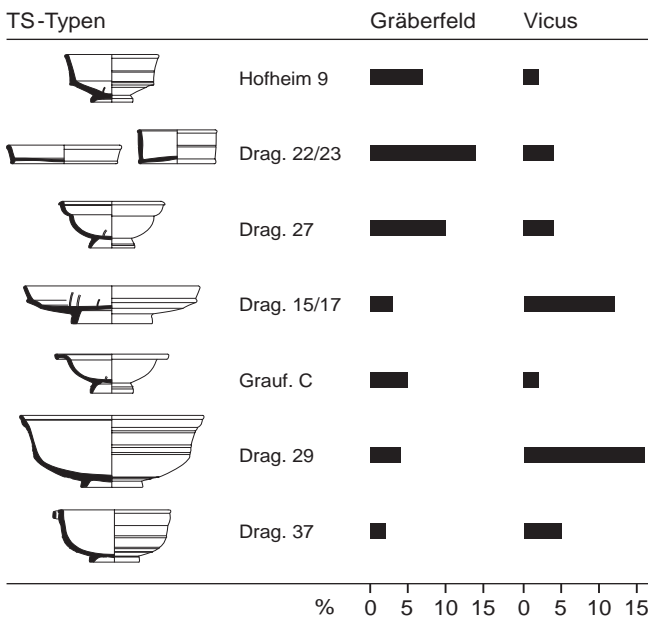 TS-Typen Gräberfeld Vicus
Hofheim 9
Drag. 22/23
Drag. 27
Drag. 15/17
Grauf. C
Drag. 29
Drag. 37
% 0 5 10 15 0 5 10 15